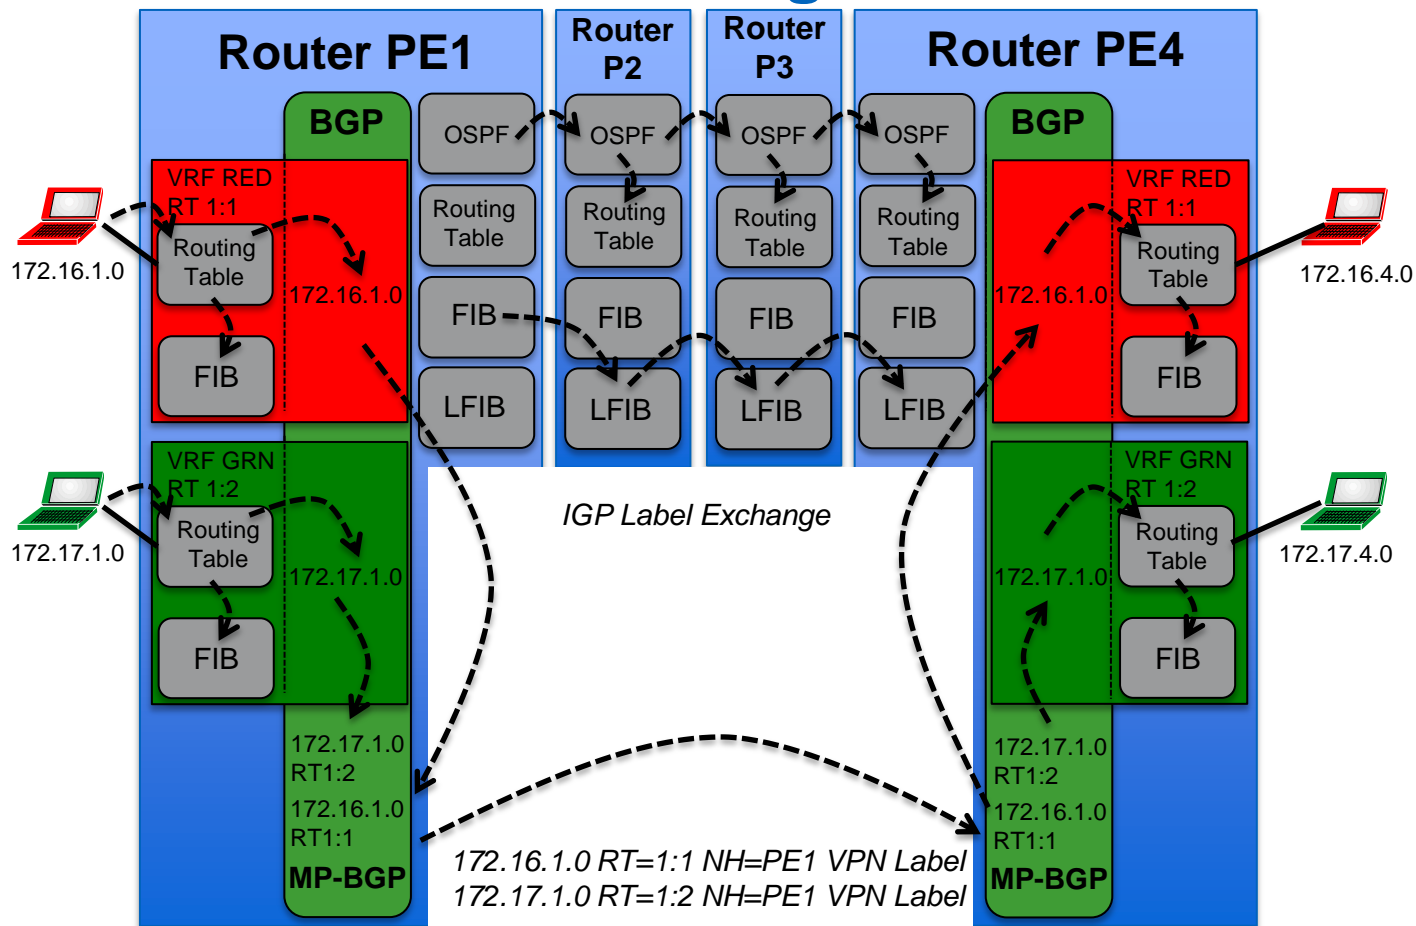 Router PE1
Router
P2
Router
P3
Router PE4
BGP
OSPF
OSPF
OSPF
OSPF
BGP
VRF RED
RT 1:1
Routing
Table
172.16.1.0
172.16.1.0
FIB
Routing
Table
Routing
Table
Routing
Table
Routing
Table
FIB
FIB
FIB
FIB
LFIB
LFIB
LFIB
LFIB
VRF RED
RT 1:1
Routing
Table
172.16.1.0
172.16.4.0
FIB
VRF GRN
RT 1:2
Routing
Table
172.17.1.0
172.17.1.0
FIB
IGP Label Exchange
VRF GRN
RT 1:2
Routing
Table
172.17.1.0
172.17.4.0
FIB
172.17.1.0
RT1:2
172.16.1.0
RT1:1
MP-BGP
172.16.1.0 RT=1:1 NH=PE1 VPN Label
172.17.1.0 RT=1:2 NH=PE1 VPN Label
172.17.1.0
RT1:2
172.16.1.0
RT1:1
MP-BGP